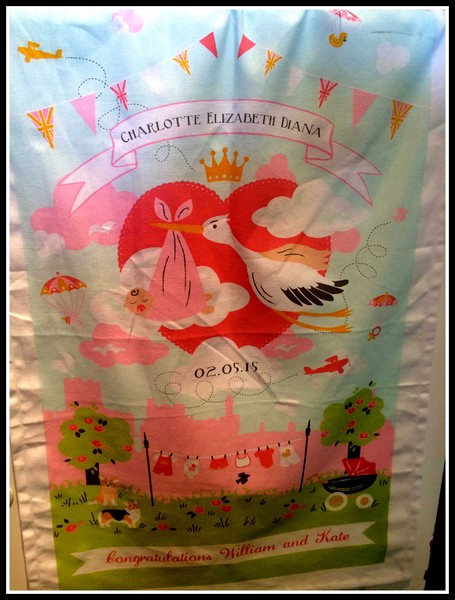 CHARLOTTE ELIZABETH DIANA
02.05.15
Congratulations William and Kate